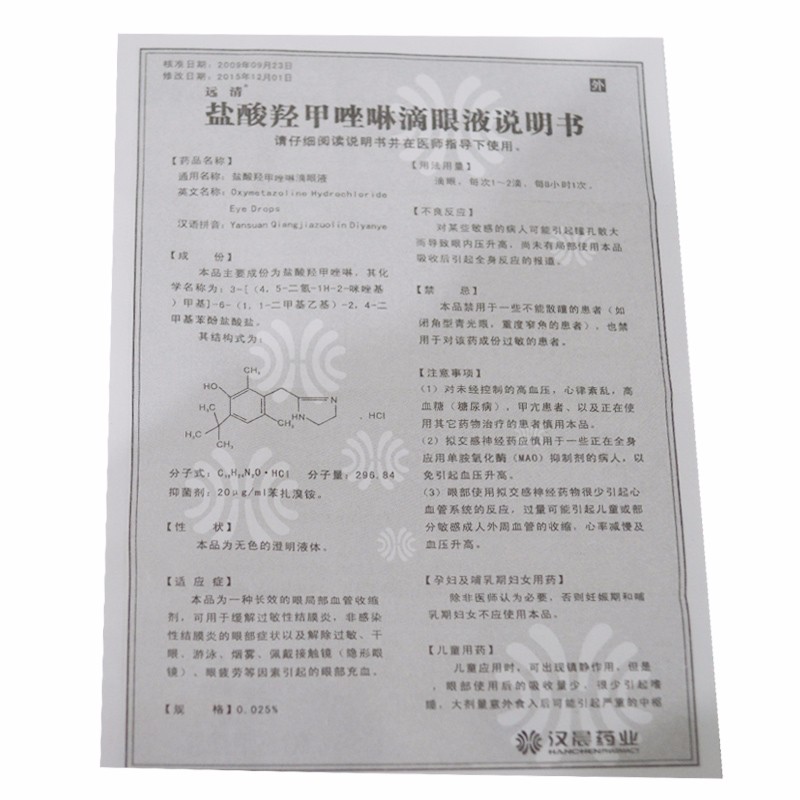 核准日期：2009年09月23日
修改日期：2015年12月01日
外
远清®
盐酸羟甲唑啉滴眼液说明书
请仔细阅读说明书并在医师指导下使用。
【药品名称】
通用名称：盐酸羟甲唑啉滴眼液
英文名称：Oxymetazoline Hydrochloride
Eye Drops
汉语拼音：Yansuan Qiangjiazuolin Diyanye
【成 份】
本品主要成份为盐酸羟甲唑啉，其化
学名称为：3-[（4，5-二氢-1H-2-咪唑基
）甲基]-6-（1，1-二甲基乙基）-2，4-二
甲基苯酚盐酸盐。
其结构式为：
CH₃
HO
N
H₃C
HN
. HCl
CH₃
H₃C
CH₃
分子式：C₁₆H₂₄N₂O·HCl 分子量：296.84
抑菌剂：20μg/ml苯扎溴铵。
【性 状】
本品为无色的澄明液体。
【适 应 症】
本品为一种长效的眼局部血管收缩
剂，可用于缓解过敏性结膜炎，非感染
性结膜炎的眼部症状以及解除过敏、干
眼、游泳、烟雾、佩戴接触镜（隐形眼
镜）、眼疲劳等因素引起的眼部充血。
【规 格】0.025%
【用法用量】
滴眼，每次1~2滴，每6小时1次。
【不良反应】
对某些敏感的病人可能引起瞳孔散大
而导致眼内压升高，尚未有局部使用本品
吸收后引起全身反应的报道。
【禁 忌】
本品禁用于一些不能散瞳的患者（如
闭角型青光眼，重度窄角的患者），也禁
用于对该药成份过敏的患者。
【注意事项】
（1）对未经控制的高血压，心律紊乱，高
血糖（糖尿病），甲亢患者、以及正在使
用其它药物治疗的患者慎用本品。
（2）拟交感神经药应慎用于一些正在全身
应用单胺氧化酶（MAO）抑制剂的病人，以
免引起血压升高。
（3）眼部使用拟交感神经药物很少引起心
血管系统的反应，过量可能引起儿童或部
分敏感成人外周血管的收缩，心率减慢及
血压升高。
【孕妇及哺乳期妇女用药】
除非医师认为必要，否则妊娠期和哺
乳期妇女不应使用本品。
【儿童用药】
儿童应用时，可出现镇静作用，但是
，眼部使用后的吸收量少，很少引起嗜
睡，大剂量意外食入后可能引起严重的中枢
汉晨药业
HANCHENPHARMACY